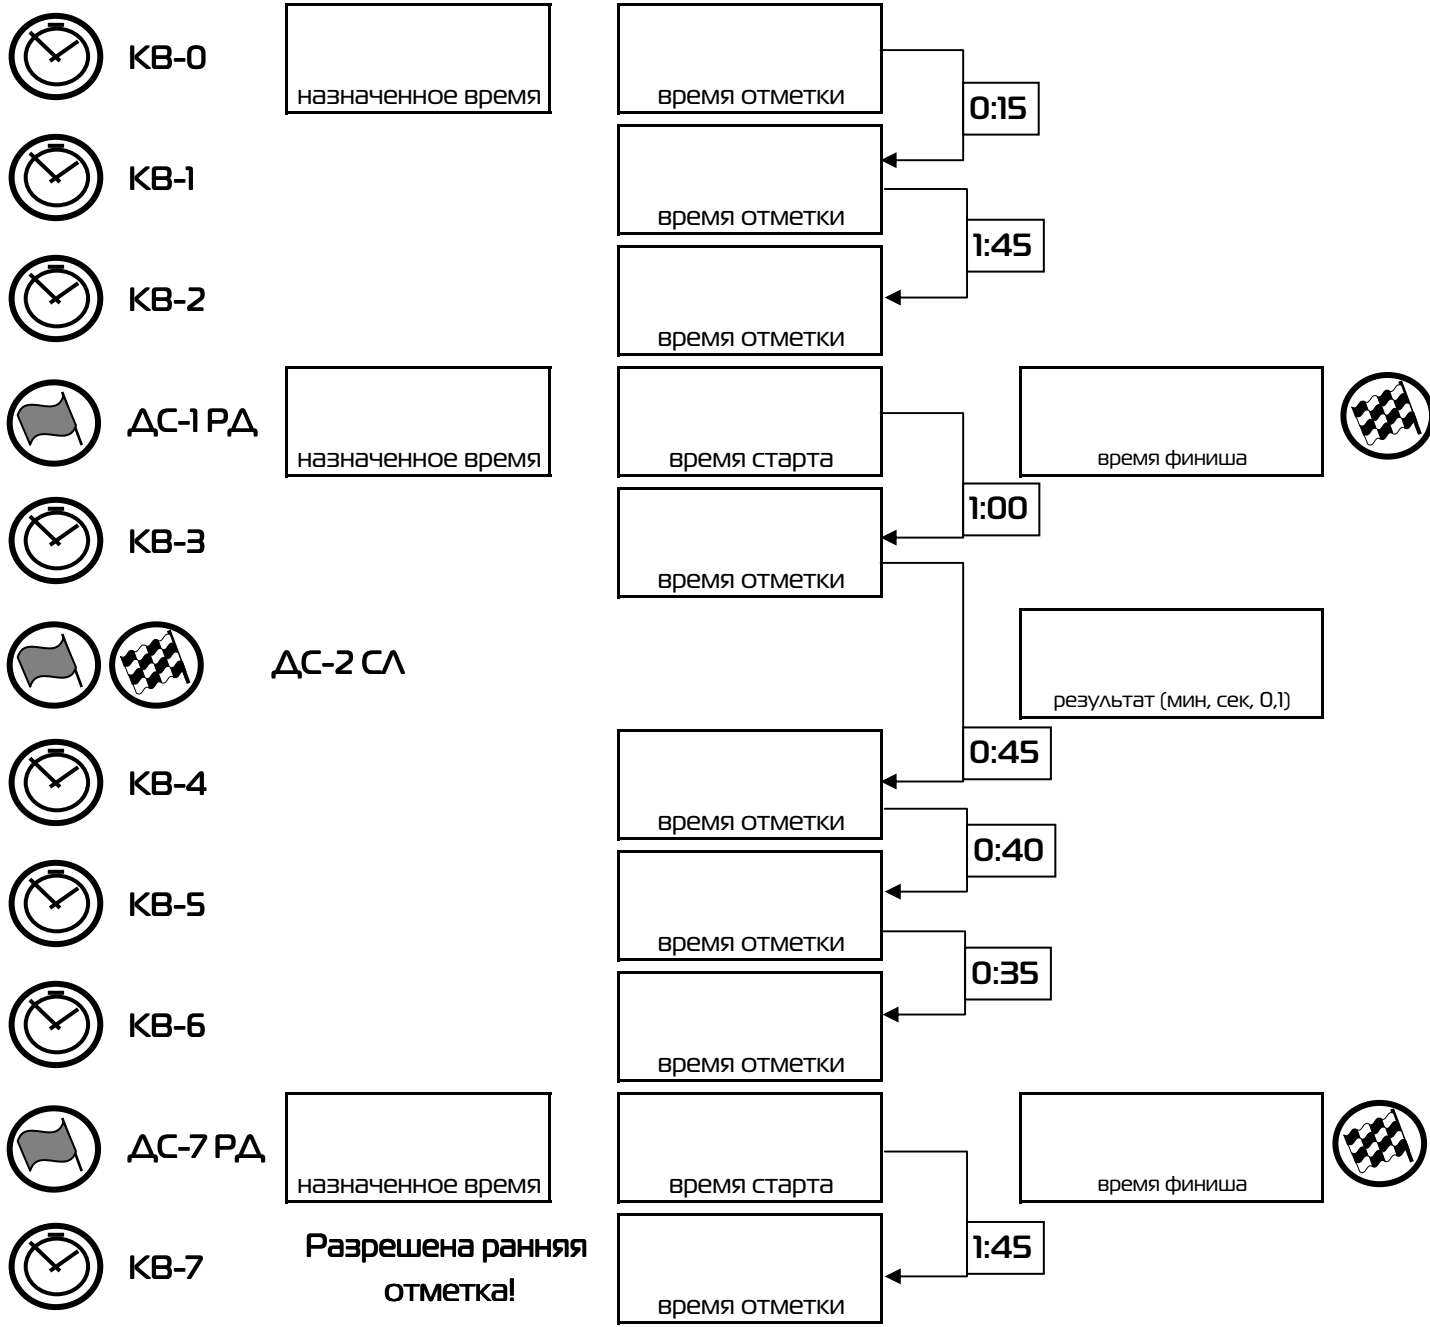 КВ-0
назначенное время
время отметки
0:15
КВ-1
время отметки
1:45
КВ-2
время отметки
ДС-1 РД
назначенное время
время старта
время финиша
1:00
КВ-3
время отметки
ДС-2 СЛ
результат (мин, сек, 0,1)
0:45
КВ-4
время отметки
0:40
КВ-5
время отметки
0:35
КВ-6
время отметки
ДС-7 РД
назначенное время
время старта
время финиша
1:45
КВ-7
Разрешена ранняя
отметка!
время отметки